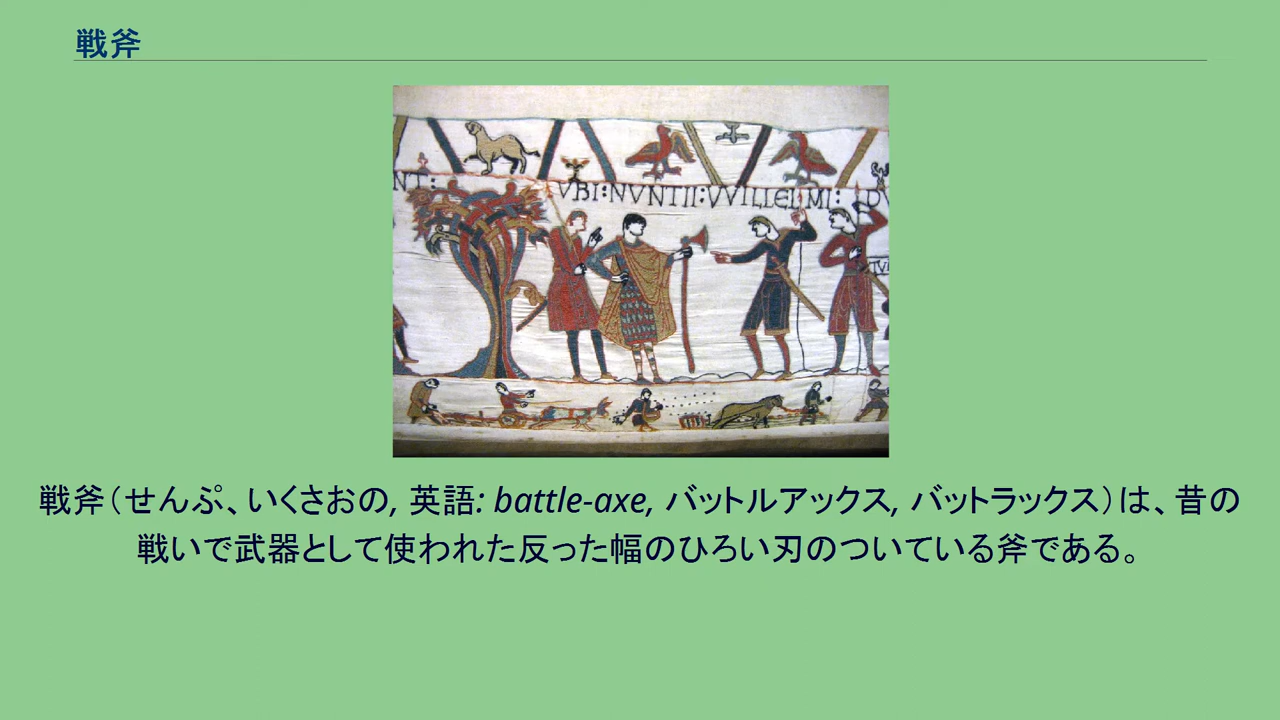 戦斧
NT:
VBI:NVNTII:VVILLELMI:
戦斧（せんぷ、いくさおの, 英語: battle-axe, バットルアックス, バットラックス）は、昔の
戦いで武器として使われた反った幅のひろい刃のついている斧である。